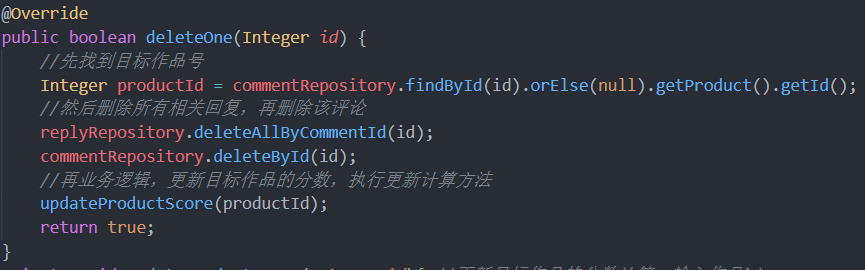 @Override
public boolean deleteOne(Integer id) {
//先找到目标作品号
Integer productId = commentRepository.findById(id).orElse(null).getProduct().getId();
//然后删除所有相关回复，再删除该评论
replyRepository.deleteAllByCommentId(id);
commentRepository.deleteById(id);
//再业务逻辑，更新目标作品的分数，执行更新计算方法
updateProductScore(productId);
return true;
}